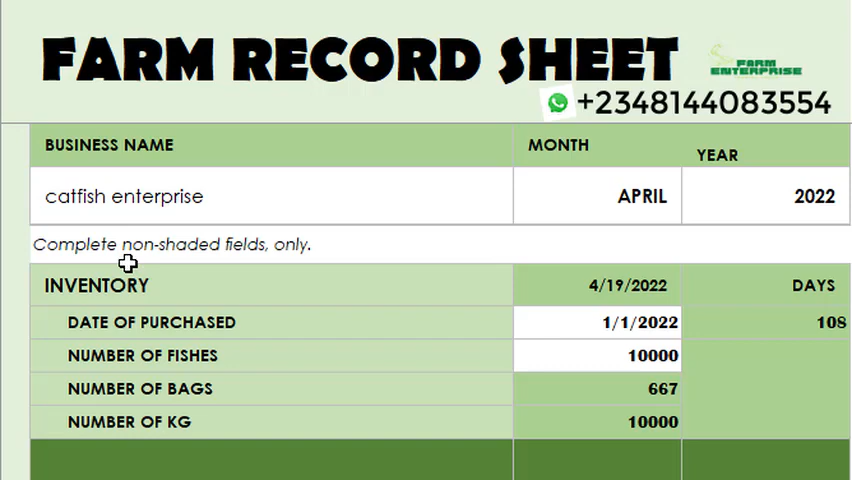 FARM RECORD SHEET
FARM
ENTERPRISE
+2348144083554
BUSINESS NAME MONTH YEAR
catfish enterprise APRIL 2022
Complete non-shaded fields, only.
INVENTORY 4/19/2022 DAYS
DATE OF PURCHASED 1/1/2022 108
NUMBER OF FISHES 10000
NUMBER OF BAGS 667
NUMBER OF KG 10000